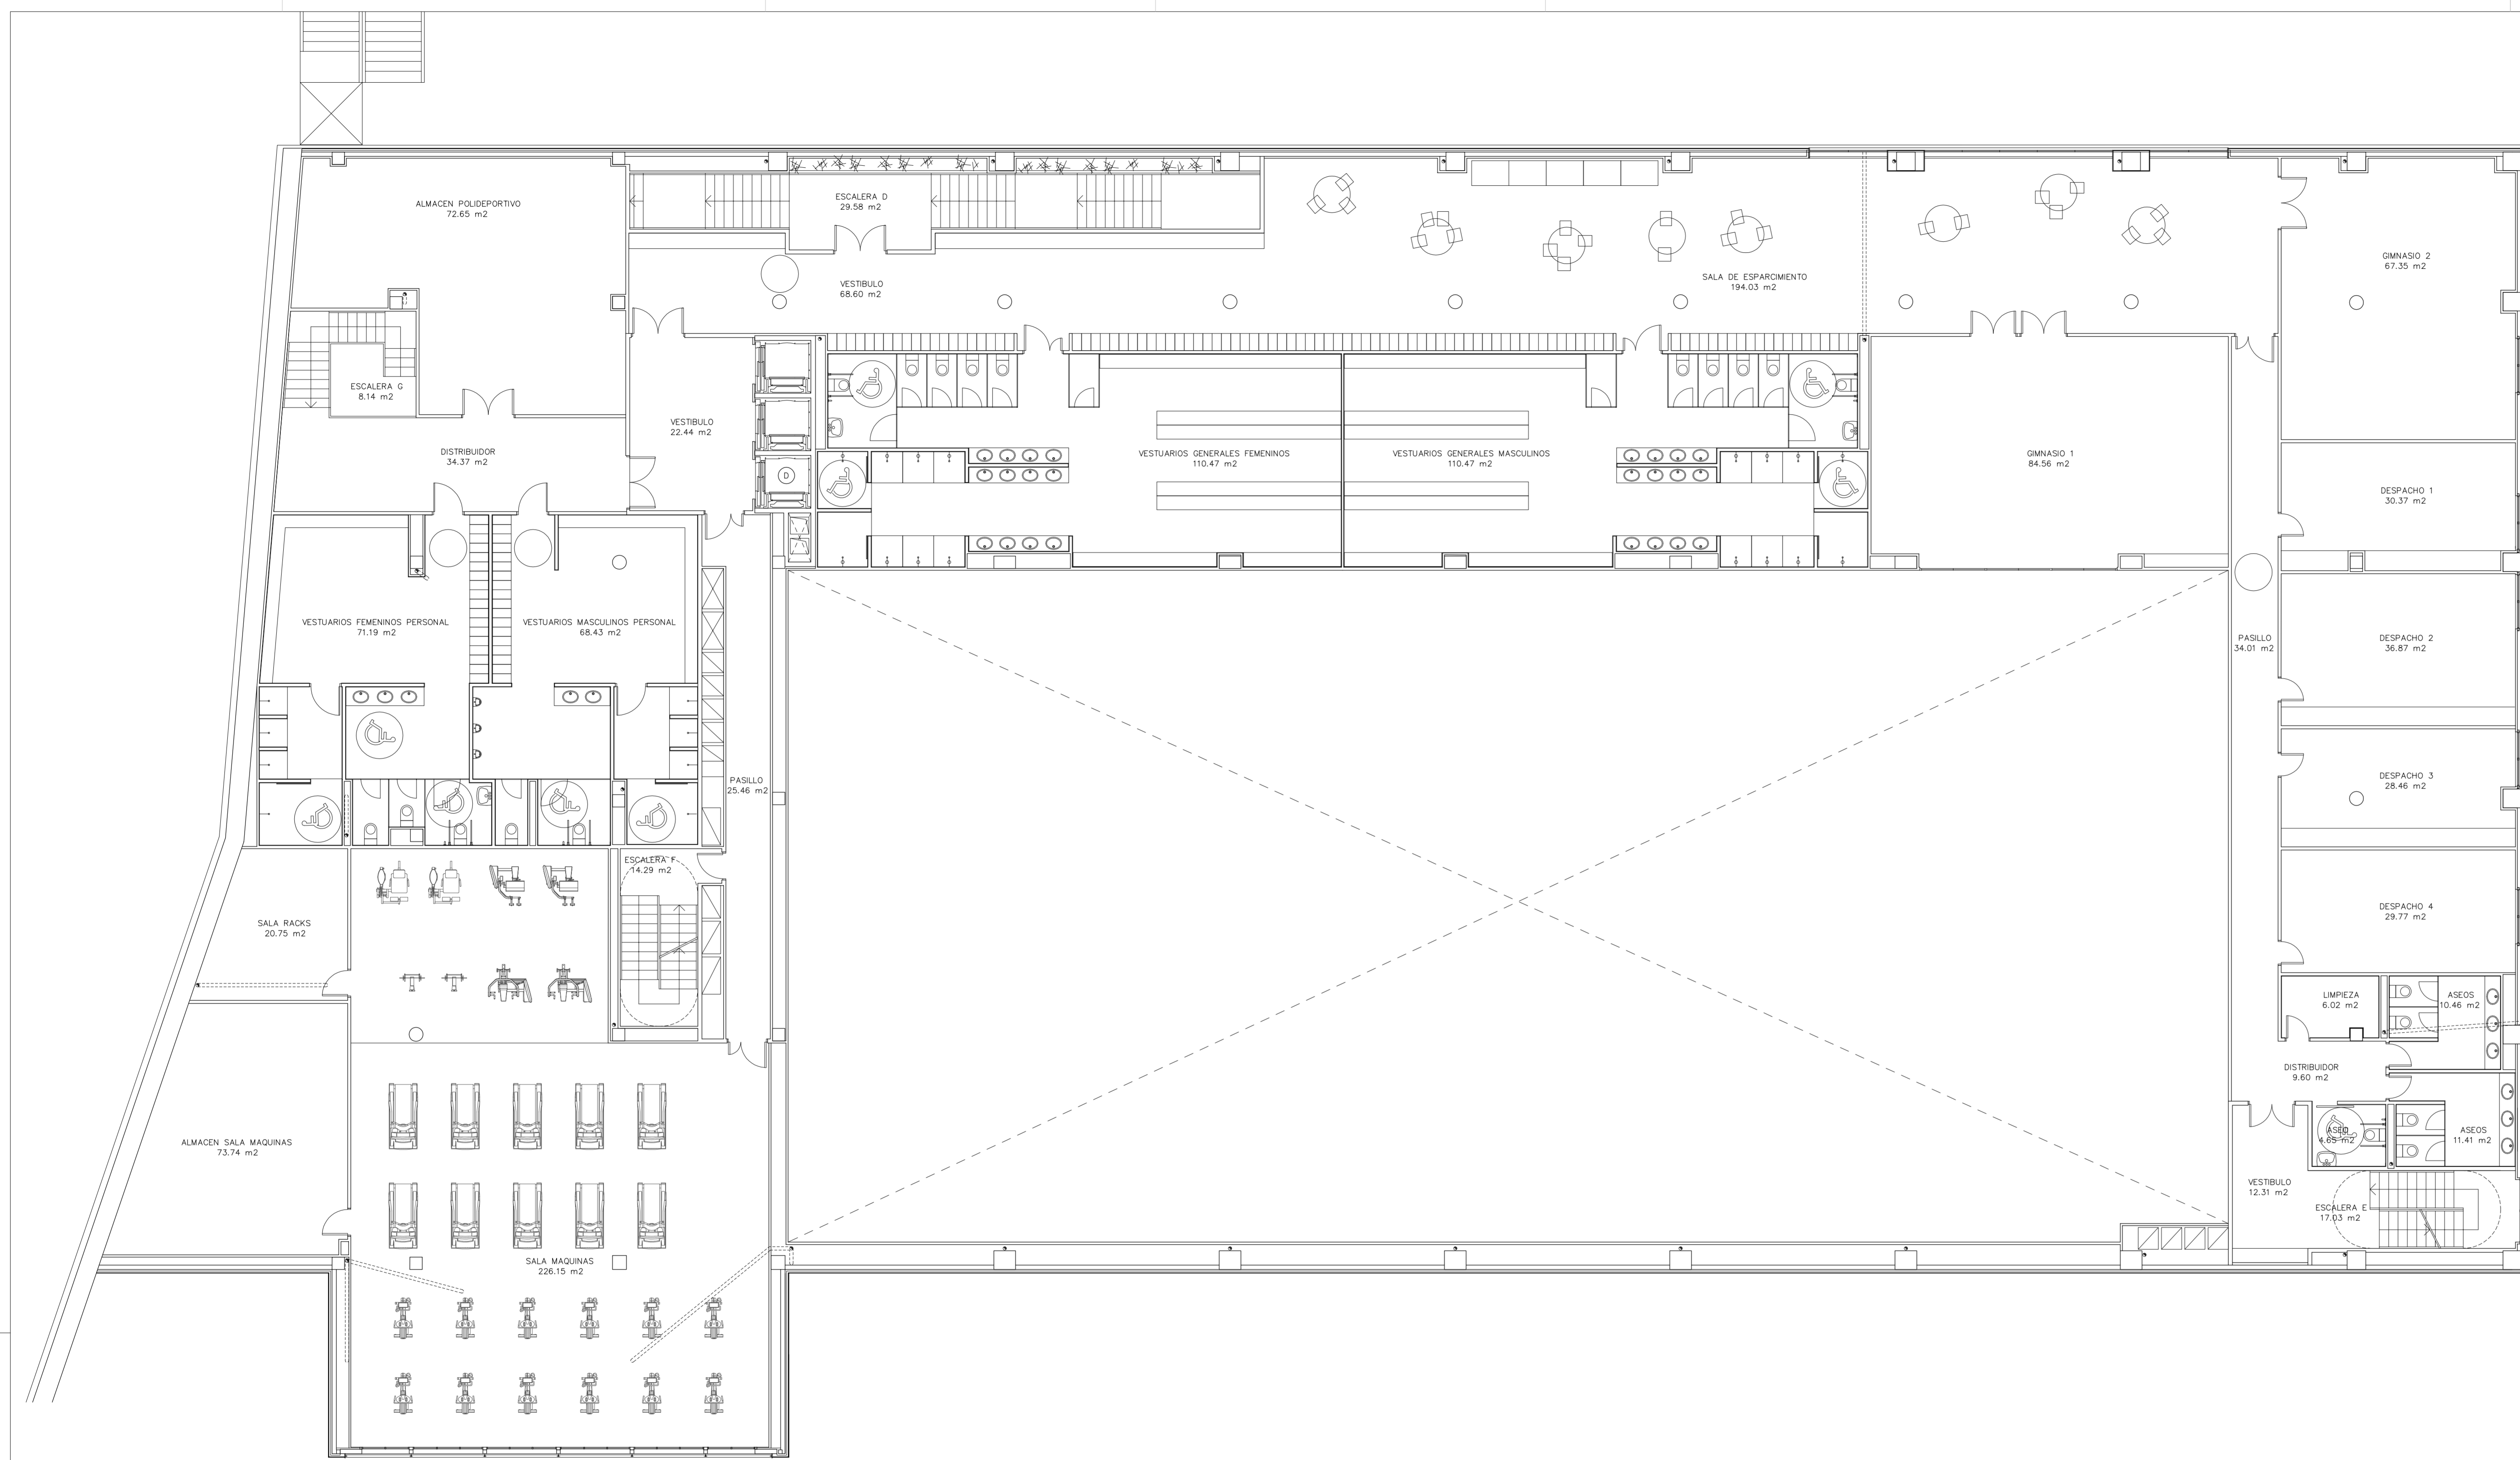 ALMACEN POLIDEPORTIVO
72.65 m2
ESCALERA D
29.58 m2
VESTIBULO
68.60 m2
SALA DE ESPARCIMIENTO
194.03 m2
GIMNASIO 2
67.35 m2
ESCALERA G
8.14 m2
VESTIBULO
22.44 m2
DISTRIBUIDOR
34.37 m2
D
VESTUARIOS GENERALES FEMENINOS
110.47 m2
VESTUARIOS GENERALES MASCULINOS
110.47 m2
GIMNASIO 1
84.56 m2
DESPACHO 1
30.37 m2
VESTUARIOS FEMENINOS PERSONAL
71.19 m2
VESTUARIOS MASCULINOS PERSONAL
68.43 m2
PASILLO
34.01 m2
DESPACHO 2
36.87 m2
PASILLO
25.46 m2
DESPACHO 3
28.46 m2
ESCALERA F
14.29 m2
SALA RACKS
20.75 m2
DESPACHO 4
29.77 m2
LIMPIEZA
6.02 m2
ASEOS
10.46 m2
DISTRIBUIDOR
9.60 m2
ALMACEN SALA MAQUINAS
73.74 m2
ASEO
4.65 m2
ASEOS
11.41 m2
VESTIBULO
12.31 m2
ESCALERA E
17.03 m2
SALA MAQUINAS
226.15 m2